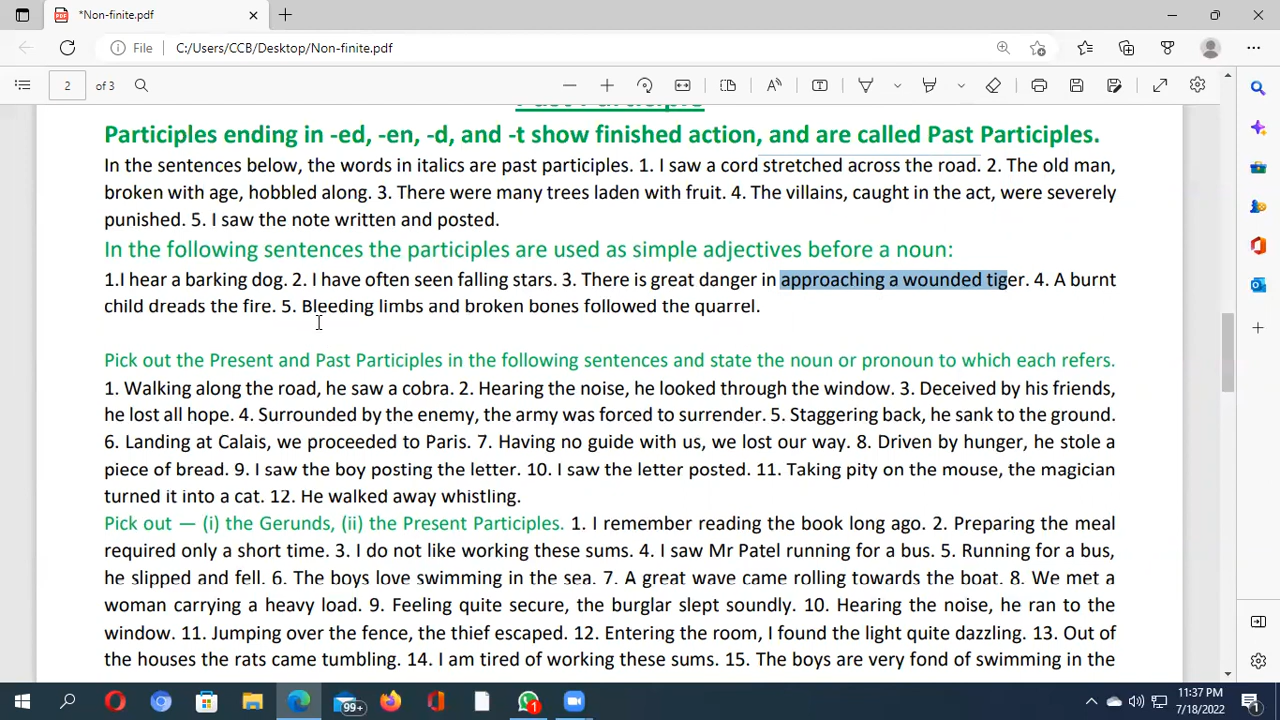 *Non-finite.pdf
File C:/Users/CCB/Desktop/Non-finite.pdf
2 of 3
Past Participle
Participles ending in -ed, -en, -d, and -t show finished action, and are called Past Participles.
In the sentences below, the words in italics are past participles. 1. I saw a cord stretched across the road. 2. The old man,
broken with age, hobbled along. 3. There were many trees laden with fruit. 4. The villains, caught in the act, were severely
punished. 5. I saw the note written and posted.
In the following sentences the participles are used as simple adjectives before a noun:
1.I hear a barking dog. 2. I have often seen falling stars. 3. There is great danger in approaching a wounded tiger. 4. A burnt
child dreads the fire. 5. Bleeding limbs and broken bones followed the quarrel.
Pick out the Present and Past Participles in the following sentences and state the noun or pronoun to which each refers.
1. Walking along the road, he saw a cobra. 2. Hearing the noise, he looked through the window. 3. Deceived by his friends,
he lost all hope. 4. Surrounded by the enemy, the army was forced to surrender. 5. Staggering back, he sank to the ground.
6. Landing at Calais, we proceeded to Paris. 7. Having no guide with us, we lost our way. 8. Driven by hunger, he stole a
piece of bread. 9. I saw the boy posting the letter. 10. I saw the letter posted. 11. Taking pity on the mouse, the magician
turned it into a cat. 12. He walked away whistling.
Pick out — (i) the Gerunds, (ii) the Present Participles. 1. I remember reading the book long ago. 2. Preparing the meal
required only a short time. 3. I do not like working these sums. 4. I saw Mr Patel running for a bus. 5. Running for a bus,
he slipped and fell. 6. The boys love swimming in the sea. 7. A great wave came rolling towards the boat. 8. We met a
woman carrying a heavy load. 9. Feeling quite secure, the burglar slept soundly. 10. Hearing the noise, he ran to the
window. 11. Jumping over the fence, the thief escaped. 12. Entering the room, I found the light quite dazzling. 13. Out of
the houses the rats came tumbling. 14. I am tired of working these sums. 15. The boys are very fond of swimming in the
99+
1
11:37 PM
7/18/2022
1